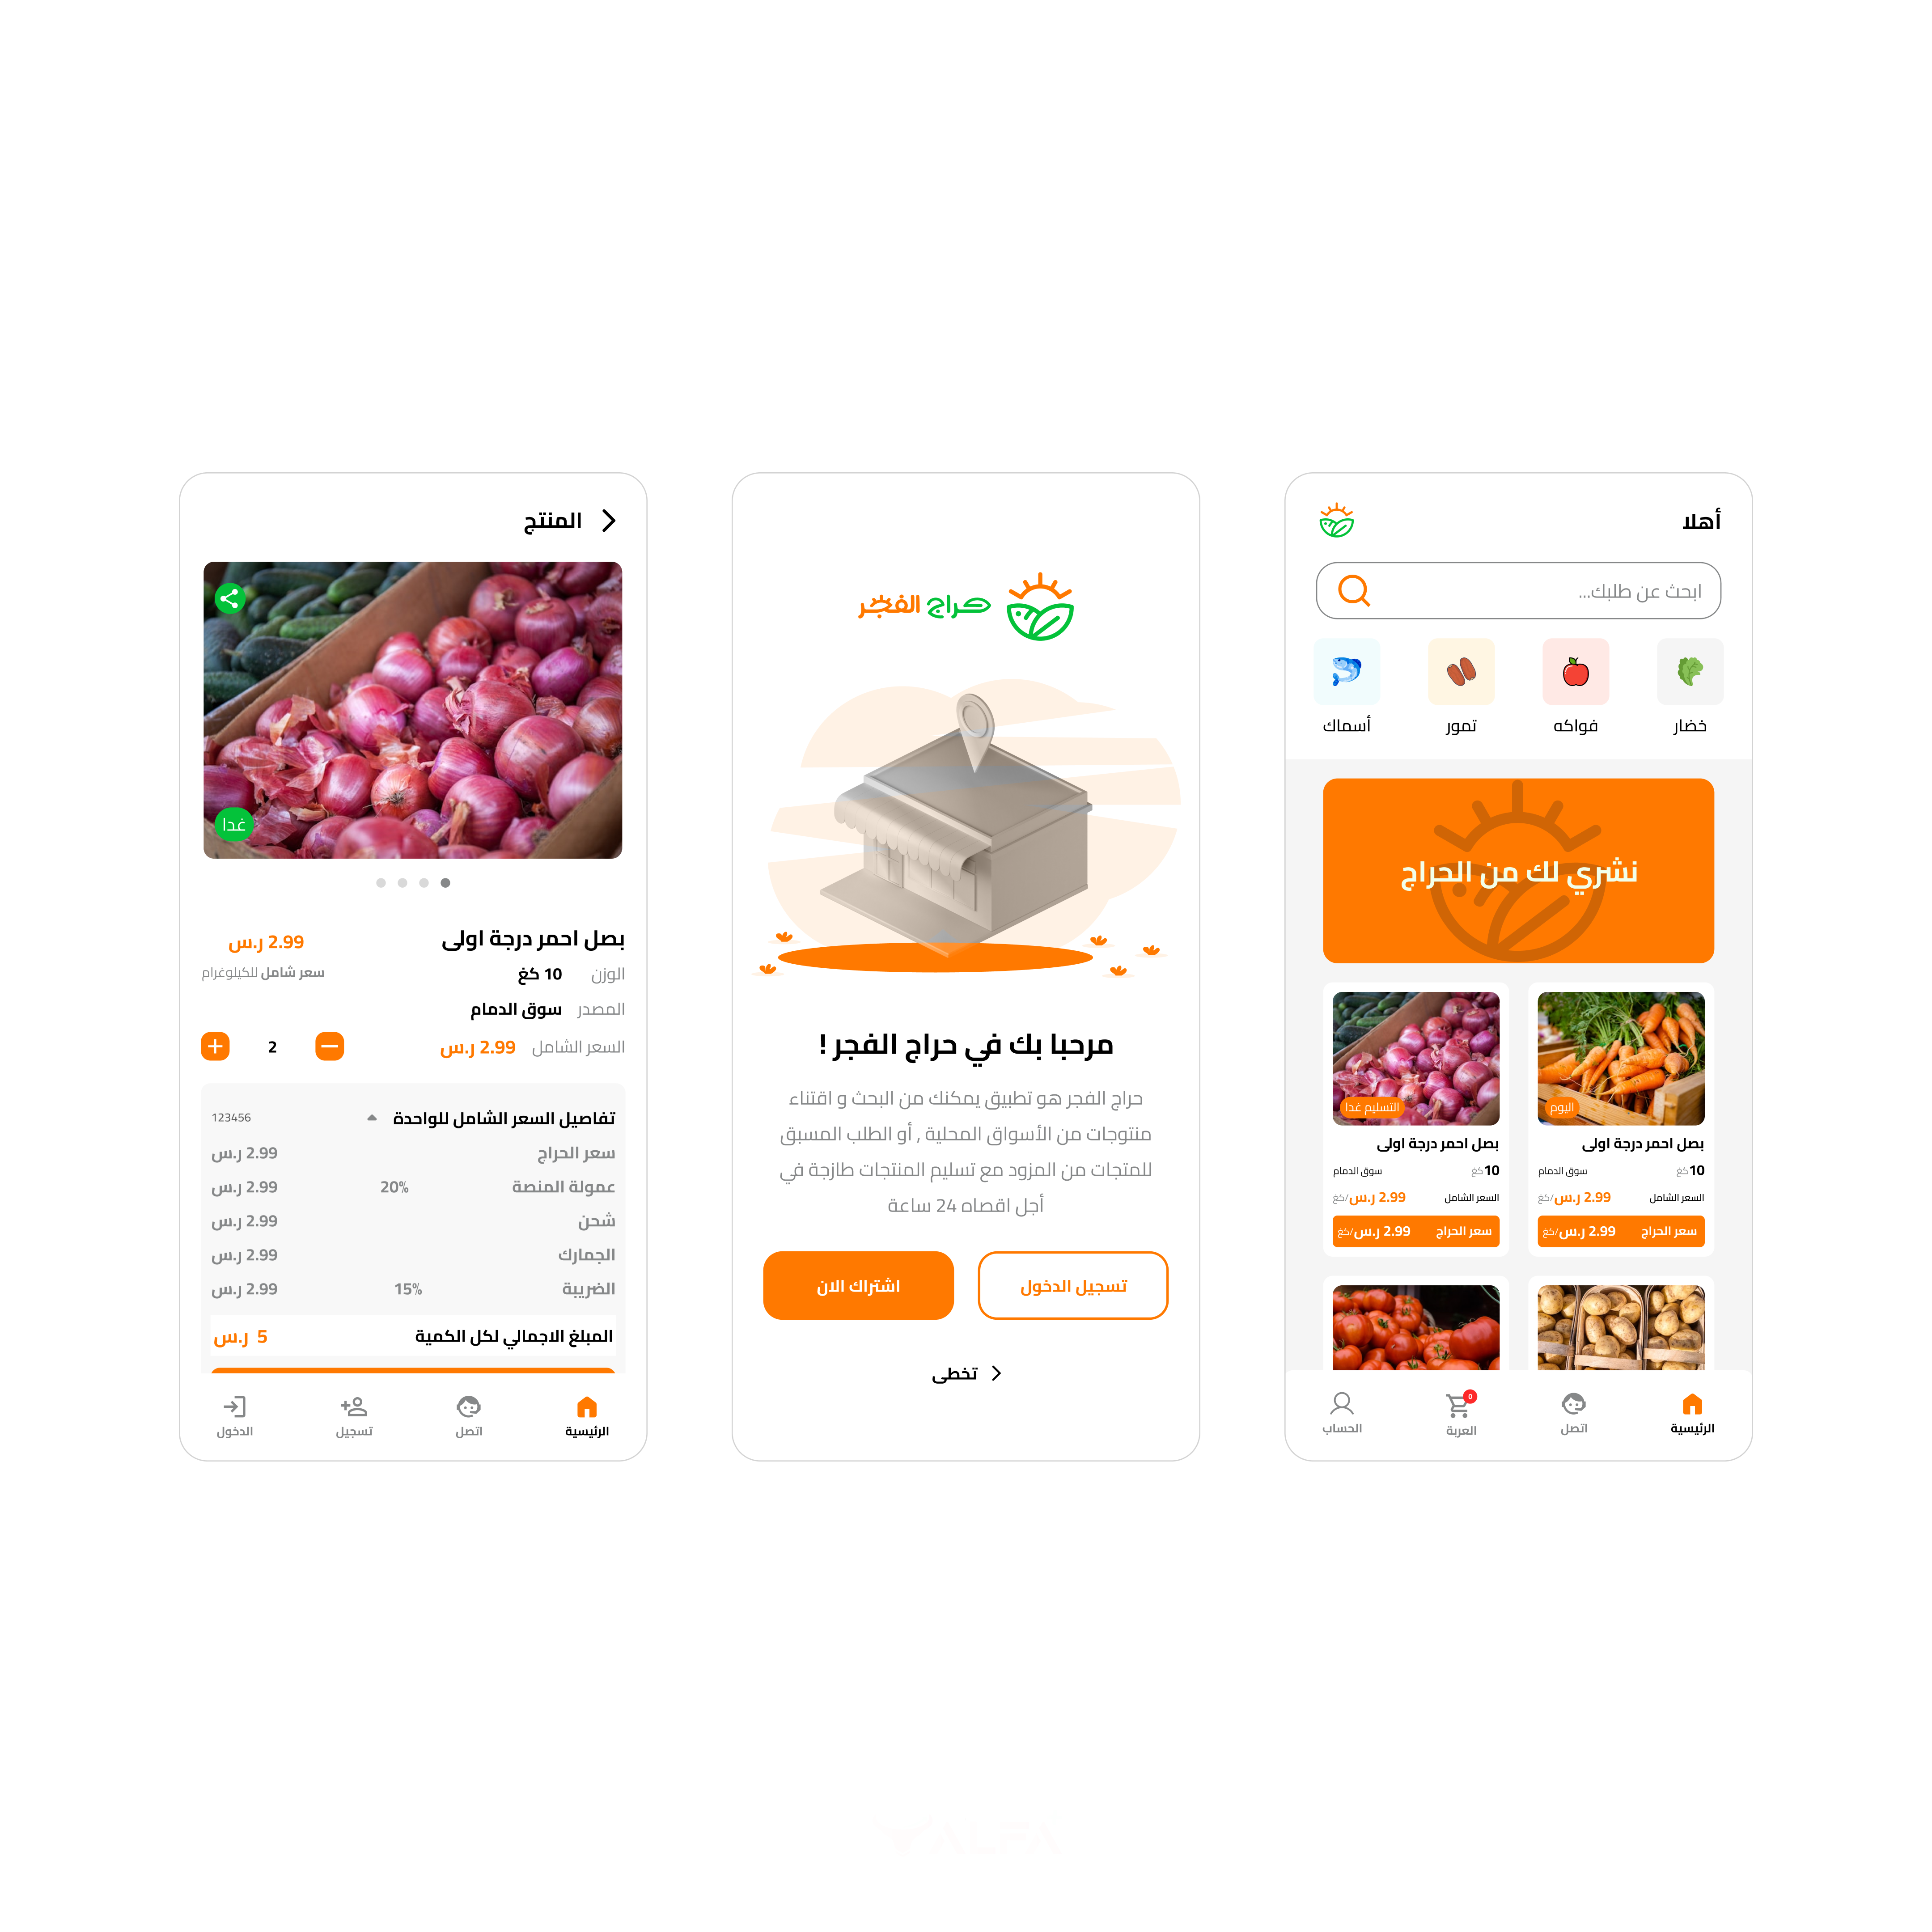 المنتج
غدا
بصل احمر درجة اولى
2.99 ر.س
الوزن 10 كغ
سعر شامل للكيلوغرام
المصدر سوق الدمام
السعر الشامل 2.99 ر.س
2
تفاصيل السعر الشامل للواحدة
123456
سعر الحراج 2.99 ر.س
عمولة المنصة 20% 2.99 ر.س
شحن 2.99 ر.س
الجمارك 2.99 ر.س
الضريبة 15% 2.99 ر.س
المبلغ الاجمالي لكل الكمية 5 ر.س
الرئيسية
اتصل
تسجيل
الدخول
حراج الفجر
مرحبا بك في حراج الفجر !
حراج الفجر هو تطبيق يمكنك من البحث و اقتناء
منتوجات من الأسواق المحلية , أو الطلب المسبق
للمتجات من المزود مع تسليم المنتجات طازجة في
أجل اقصاه 24 ساعة
تسجيل الدخول
اشتراك الان
تخطى
أهلا
ابحث عن طلبك...
خضار
فواكه
تمور
أسماك
نشري لك من الحراج
اليوم
بصل احمر درجة اولى
10 كغ
سوق الدمام
السعر الشامل
2.99 ر.س/كغ
سعر الحراج
2.99 ر.س/كغ
التسليم غدا
بصل احمر درجة اولى
10 كغ
سوق الدمام
السعر الشامل
2.99 ر.س/كغ
سعر الحراج
2.99 ر.س/كغ
الرئيسية
اتصل
0
العربة
الحساب